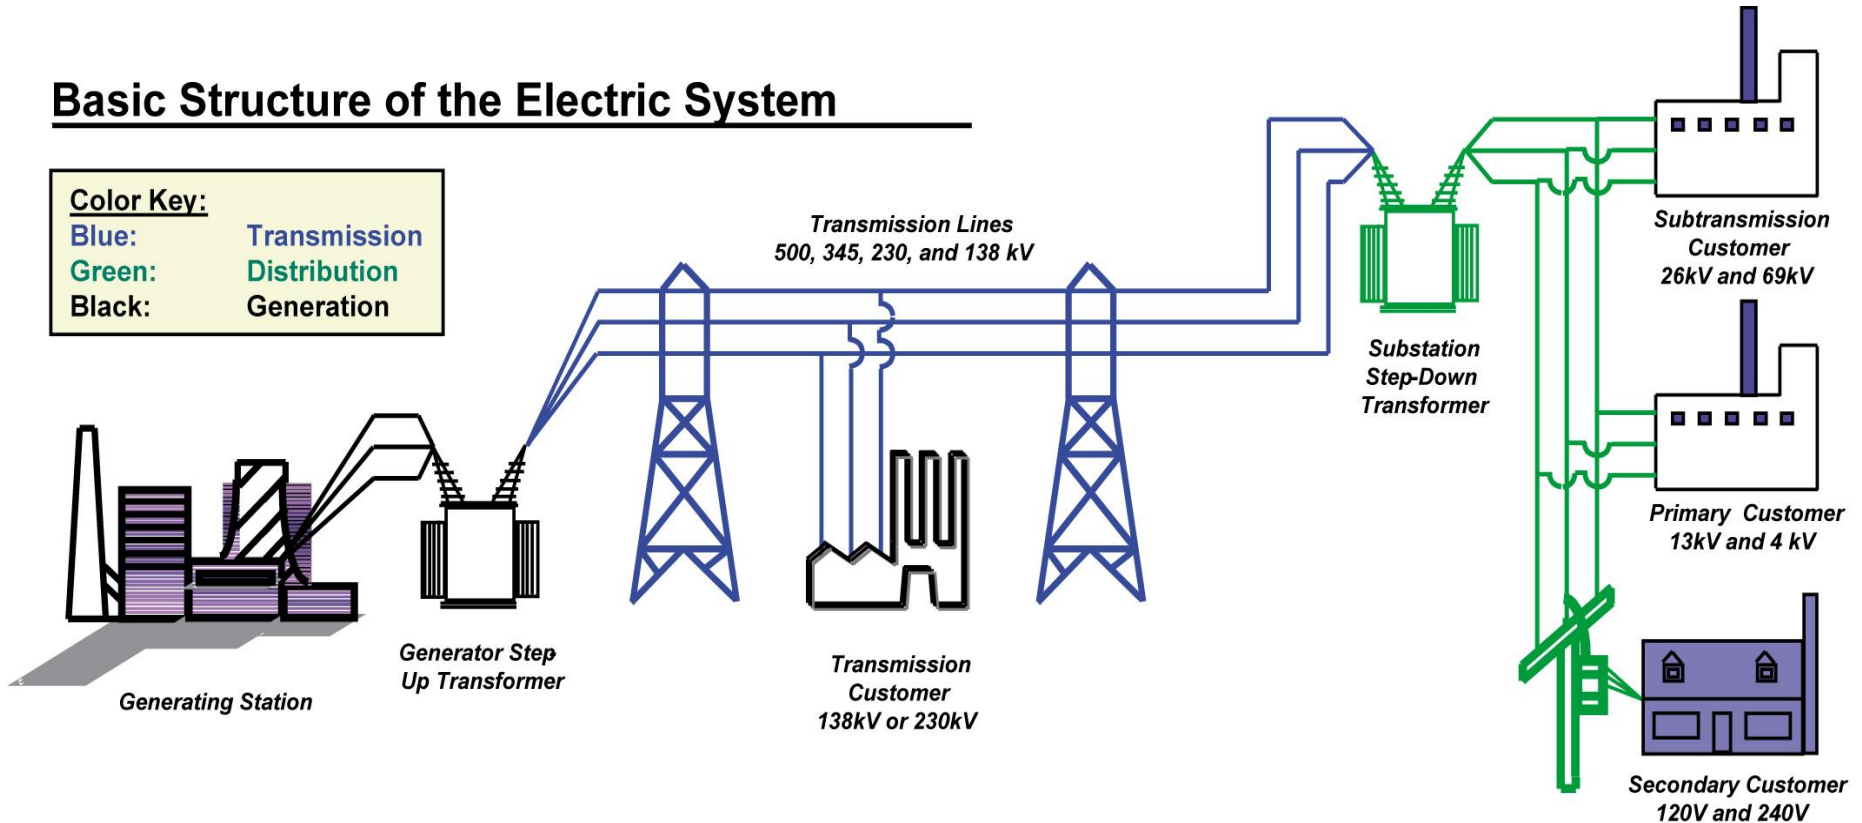 Basic Structure of the Electric System
Color Key:
Blue: Transmission
Green: Distribution
Black: Generation
Transmission Lines
500, 345, 230, and 138 kV
Subtransmission
Customer
26kV and 69kV
Substation
Step-Down
Transformer
Primary Customer
13kV and 4 kV
Generating Station
Generator Step-
Up Transformer
Transmission
Customer
138kV or 230kV
Secondary Customer
120V and 240V